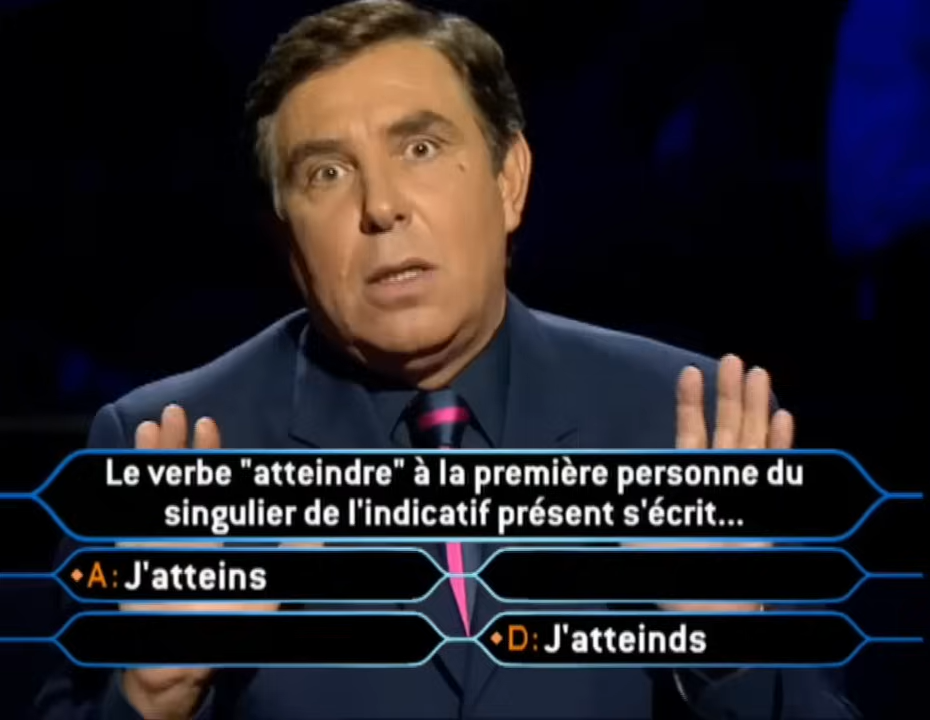 Le verbe "atteindre" à la première personne du
singulier de l'indicatif présent s'écrit...
A: J'atteins
D: J'atteinds